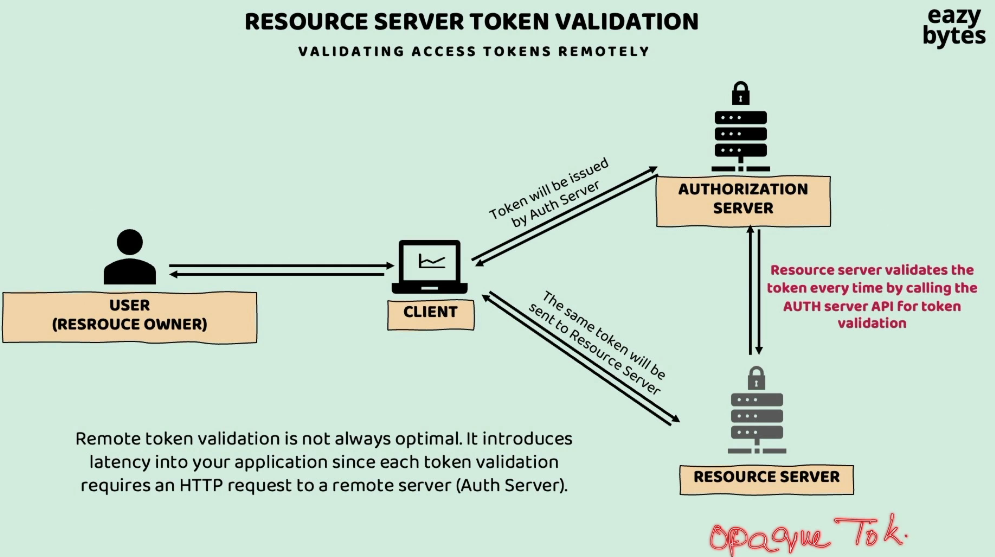 RESOURCE SERVER TOKEN VALIDATION
VALIDATING ACCESS TOKENS REMOTELY
eazy
bytes
Token will be issued
by Auth Server
AUTHORIZATION
SERVER
USER
(RESROUCE OWNER)
CLIENT
Resource server validates the
token every time by calling the
AUTH server API for token
validation
The same token will be
sent to Resource Server
Remote token validation is not always optimal. It introduces
latency into your application since each token validation
requires an HTTP request to a remote server (Auth Server).
RESOURCE SERVER
Opaque Tok.